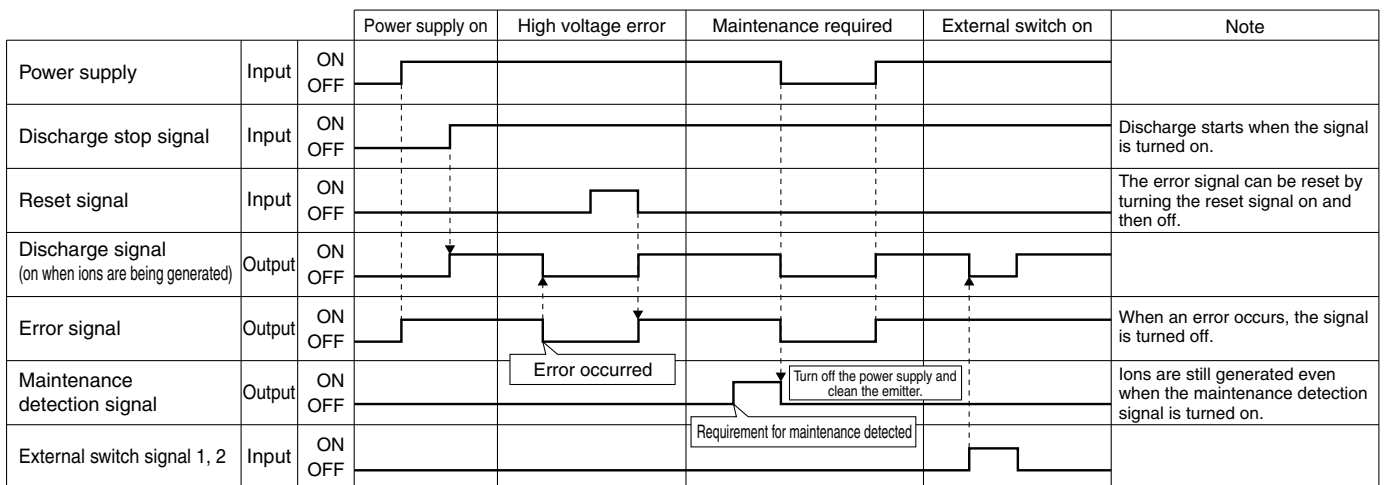 Power supply on
High voltage error
Maintenance required
External switch on
Note
Power supply
Input
ON
OFF
Discharge stop signal
Input
ON
OFF
Discharge starts when the signal
is turned on.
Reset signal
Input
ON
OFF
The error signal can be reset by
turning the reset signal on and
then off.
Discharge signal
(on when ions are being generated)
Output
ON
OFF
Error signal
Output
ON
OFF
When an error occurs, the signal
is turned off.
Error occurred
Maintenance
detection signal
Output
ON
OFF
Turn off the power supply and
clean the emitter.
Requirement for maintenance detected
Ions are still generated even
when the maintenance detection
signal is turned on.
External switch signal 1, 2
Input
ON
OFF